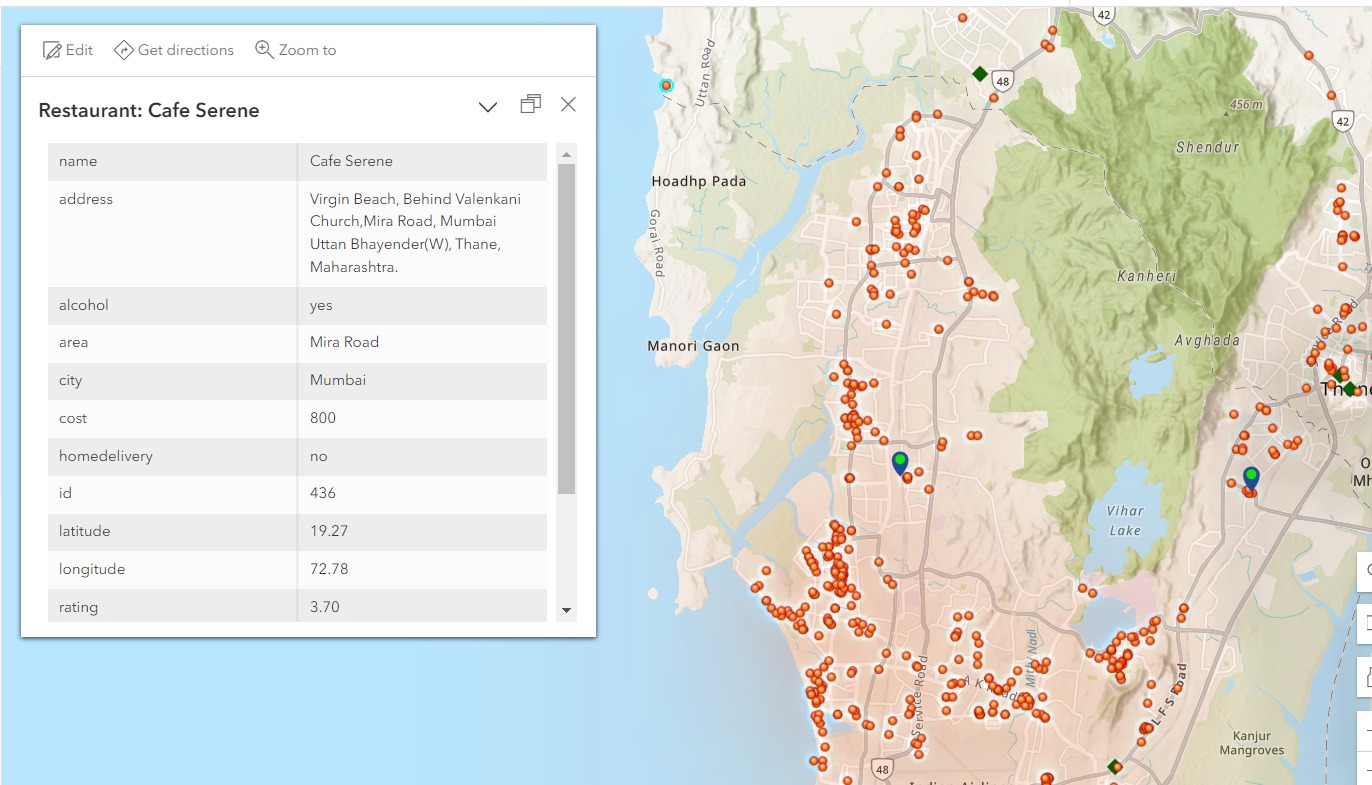 Edit Get directions Zoom to
Restaurant: Cafe Serene
name Cafe Serene
address Virgin Beach, Behind Valenkani
Church,Mira Road, Mumbai
Uttan Bhayender(W), Thane,
Maharashtra.
alcohol yes
area Mira Road
city Mumbai
cost 800
homedelivery no
id 436
latitude 19.27
longitude 72.78
rating 3.70
42
Uttan Road
48
456 m
42
Shendur
Hoadhp Pada
Goral Road
Kanheri
Avghada
Manori Gaon
Vihar
Lake
Mithi Nadi
Service Road
L F S Road
Kanjur
Mangroves
48